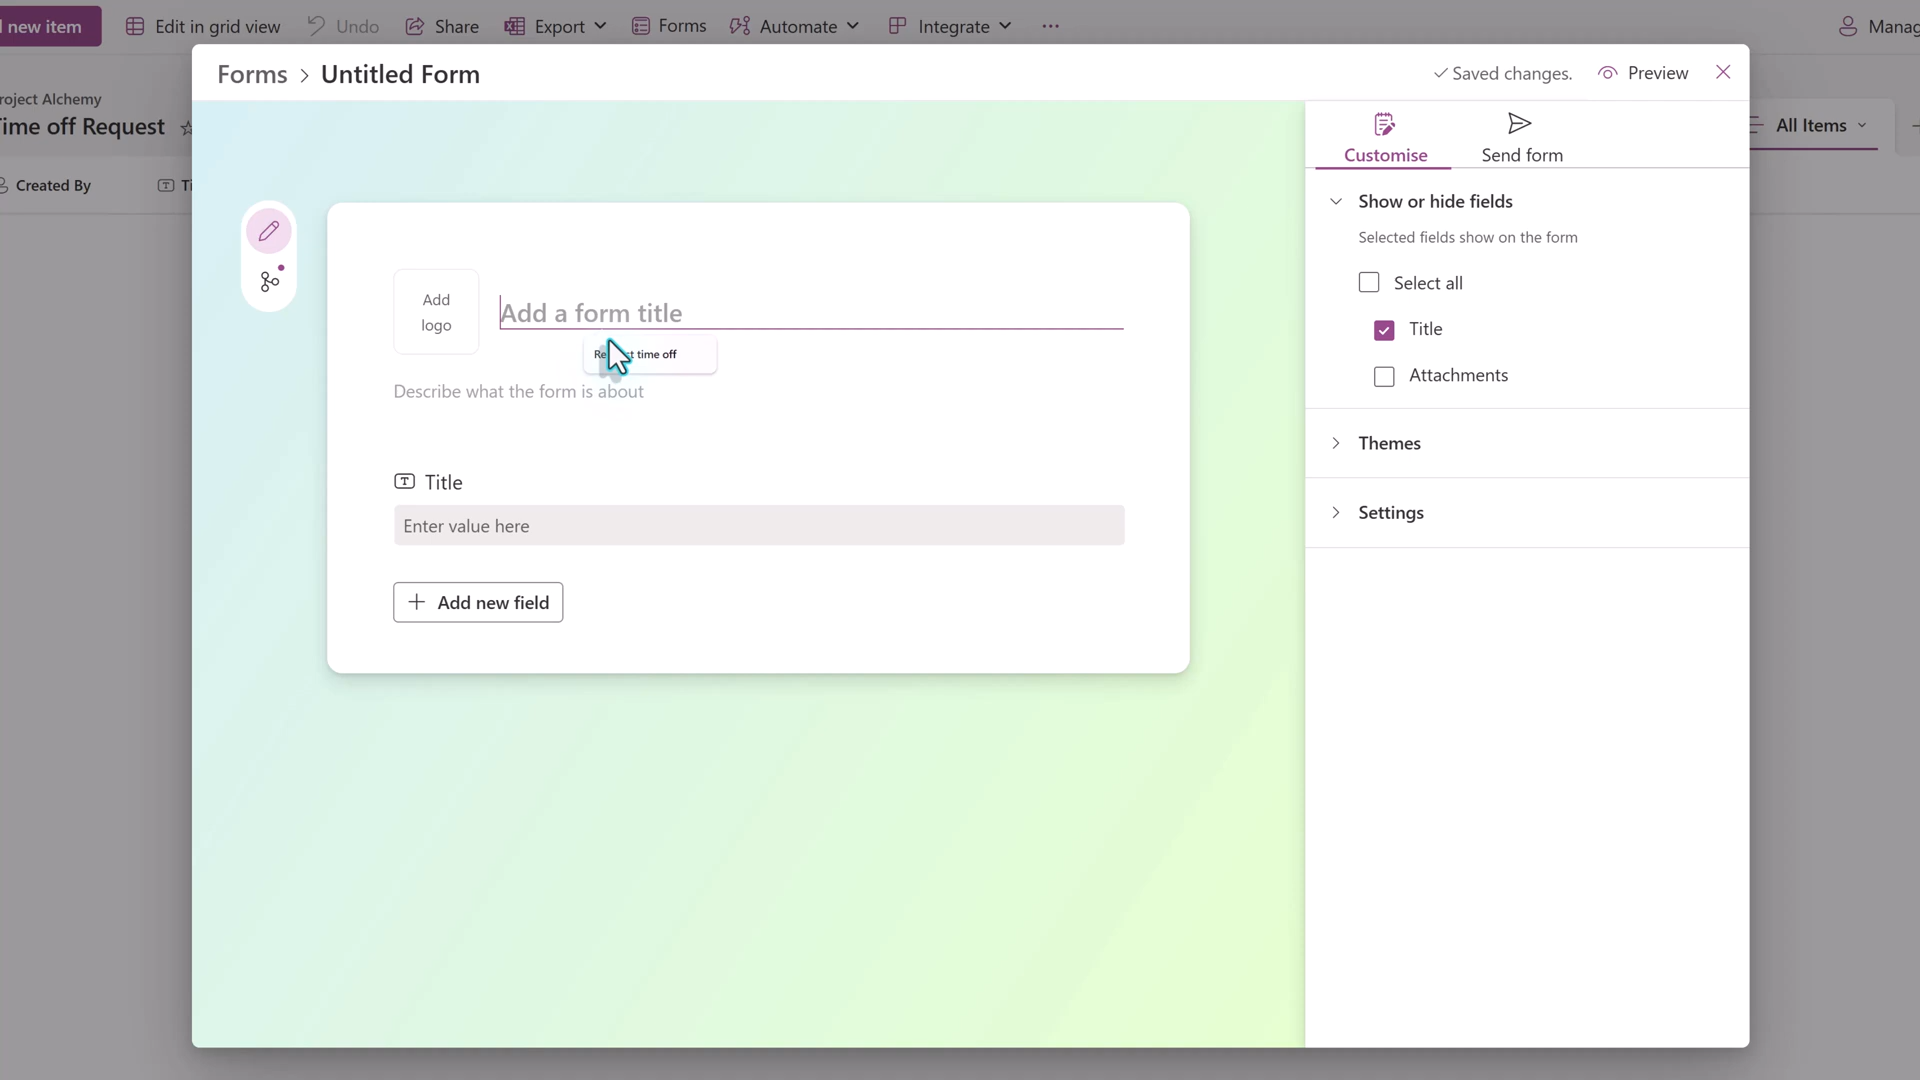 new item
Edit in grid view
Undo
Share
Export
Forms
Automate
Integrate
Forms > Untitled Form
Saved changes.
Preview
roject Alchemy
ime off Request
All Items
Created By
Customise
Send form
Show or hide fields
Selected fields show on the form
Select all
Title
Attachments
Themes
Settings
Add
logo
Add a form title
time off
Describe what the form is about
Title
Enter value here
Add new field